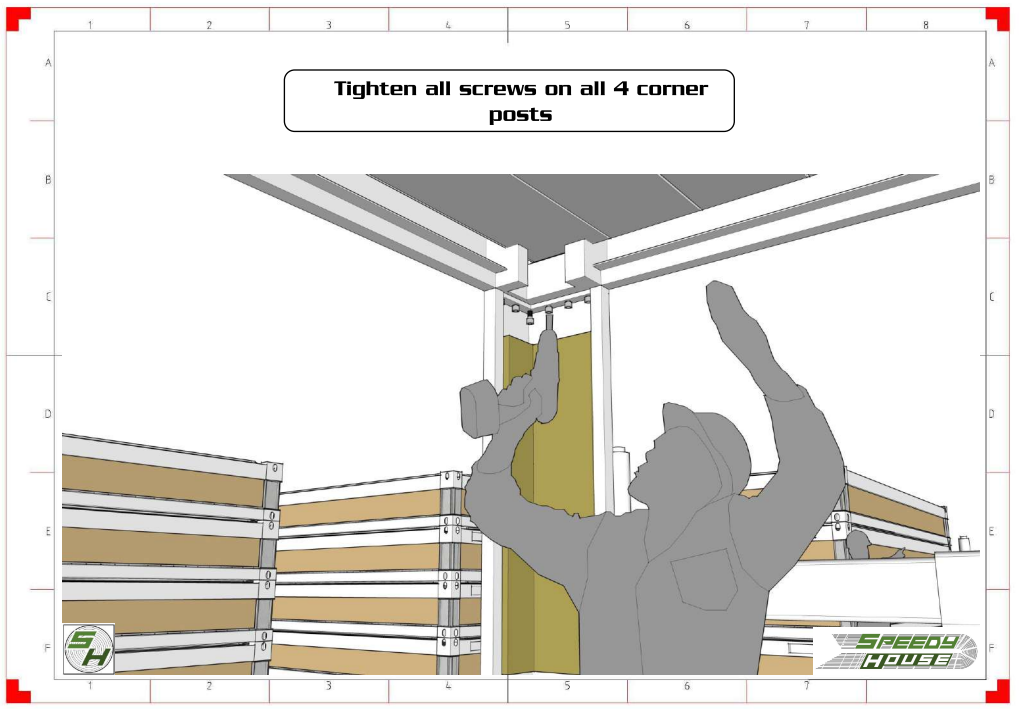 1 2 3 4 5 6 7 8
Tighten all screws on all 4 corner
posts
A A
B B
C C
D D
E E
F F
SH
SPEEDY
HOUSE
1 2 3 4 5 6 7